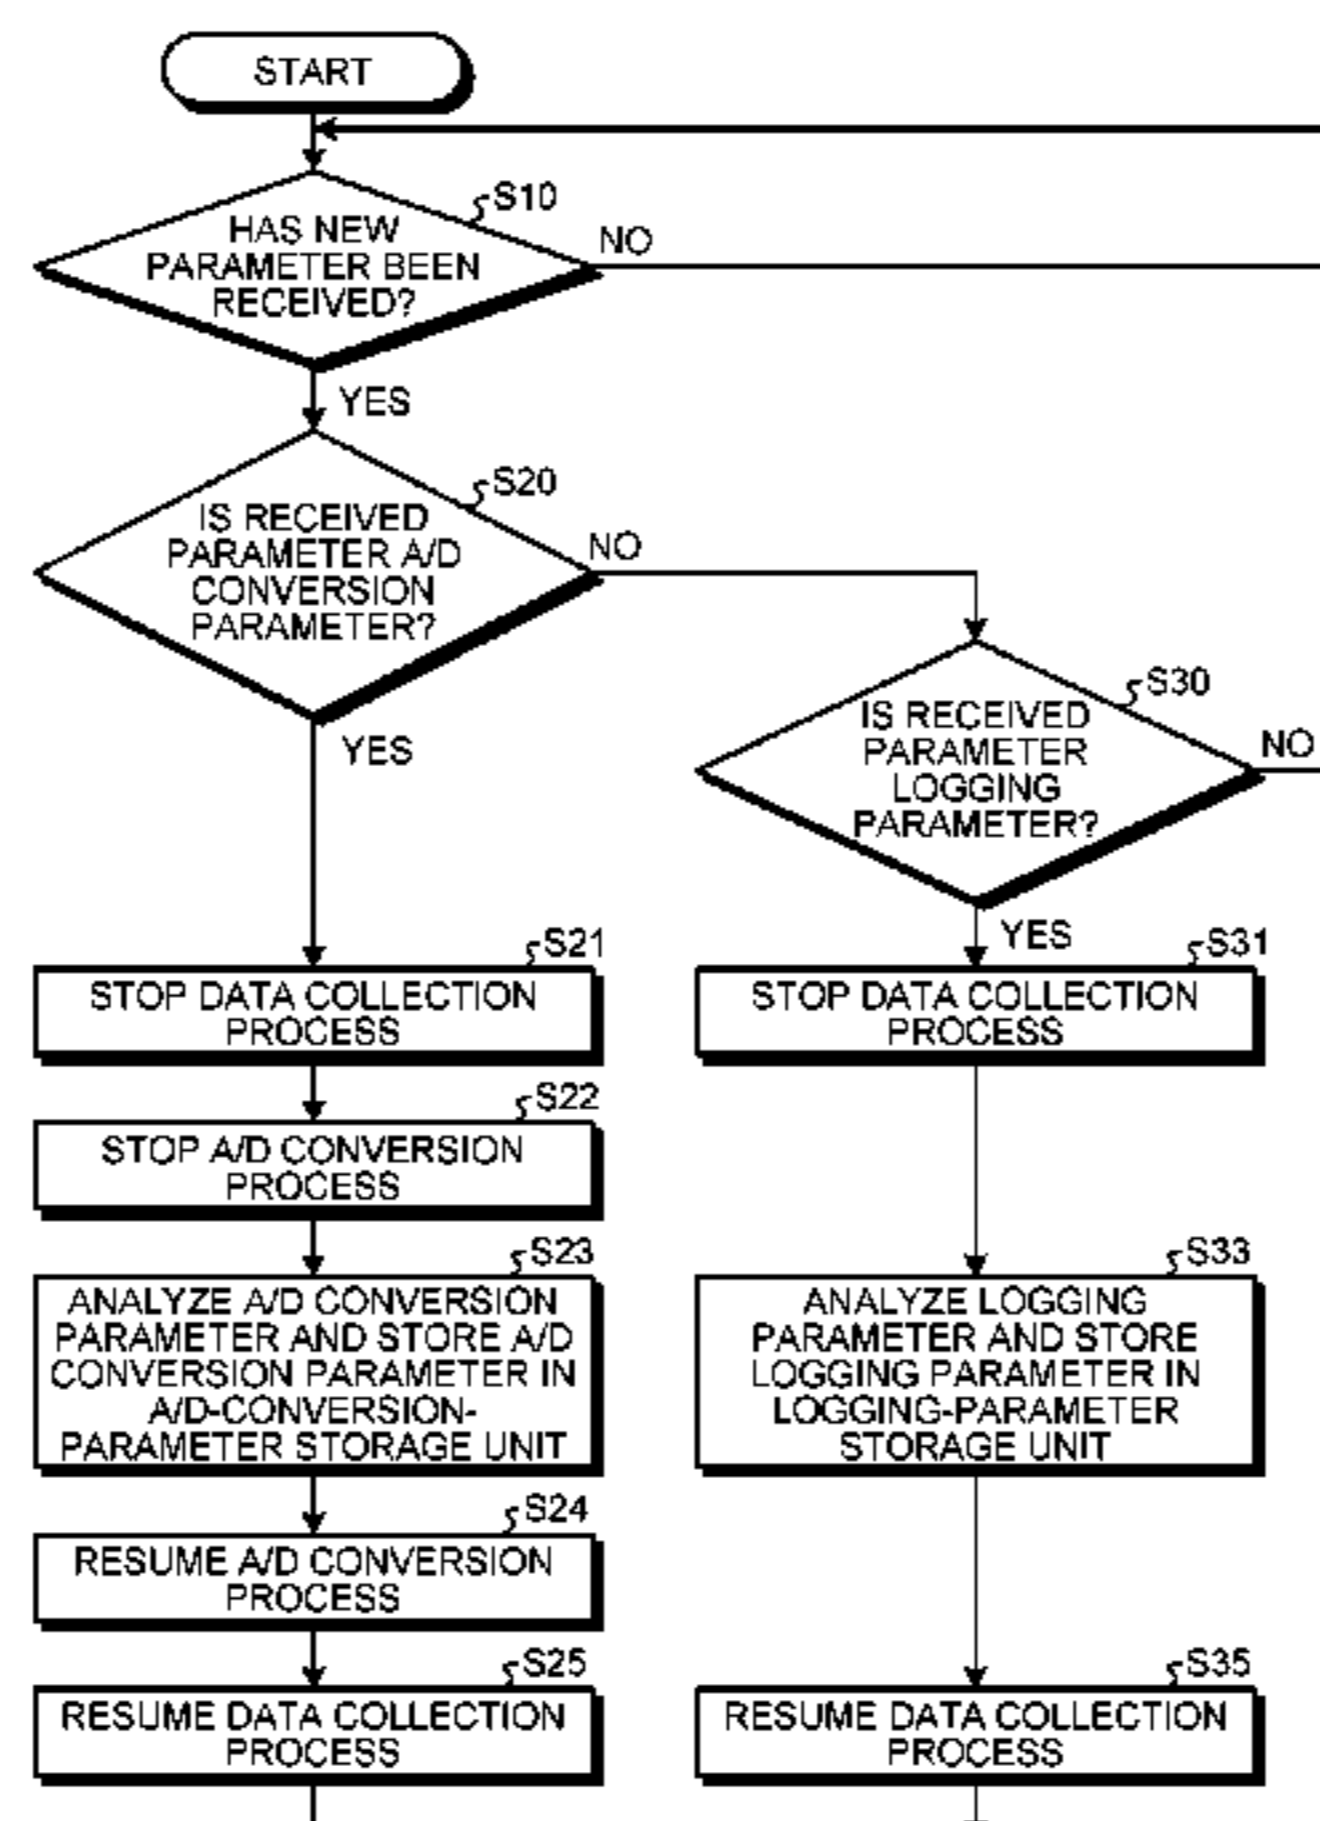 START
S10
HAS NEW
PARAMETER BEEN
RECEIVED?
NO
YES
S20
IS RECEIVED
PARAMETER A/D
CONVERSION
PARAMETER?
NO
YES
S30
IS RECEIVED
PARAMETER
LOGGING
PARAMETER?
NO
YES
S21
STOP DATA COLLECTION
PROCESS
S22
STOP A/D CONVERSION
PROCESS
S23
ANALYZE A/D CONVERSION
PARAMETER AND STORE A/D
CONVERSION PARAMETER IN
A/D-CONVERSION-
PARAMETER STORAGE UNIT
S24
RESUME A/D CONVERSION
PROCESS
S25
RESUME DATA COLLECTION
PROCESS
S31
STOP DATA COLLECTION
PROCESS
S33
ANALYZE LOGGING
PARAMETER AND STORE
LOGGING PARAMETER IN
LOGGING-PARAMETER
STORAGE UNIT
S35
RESUME DATA COLLECTION
PROCESS